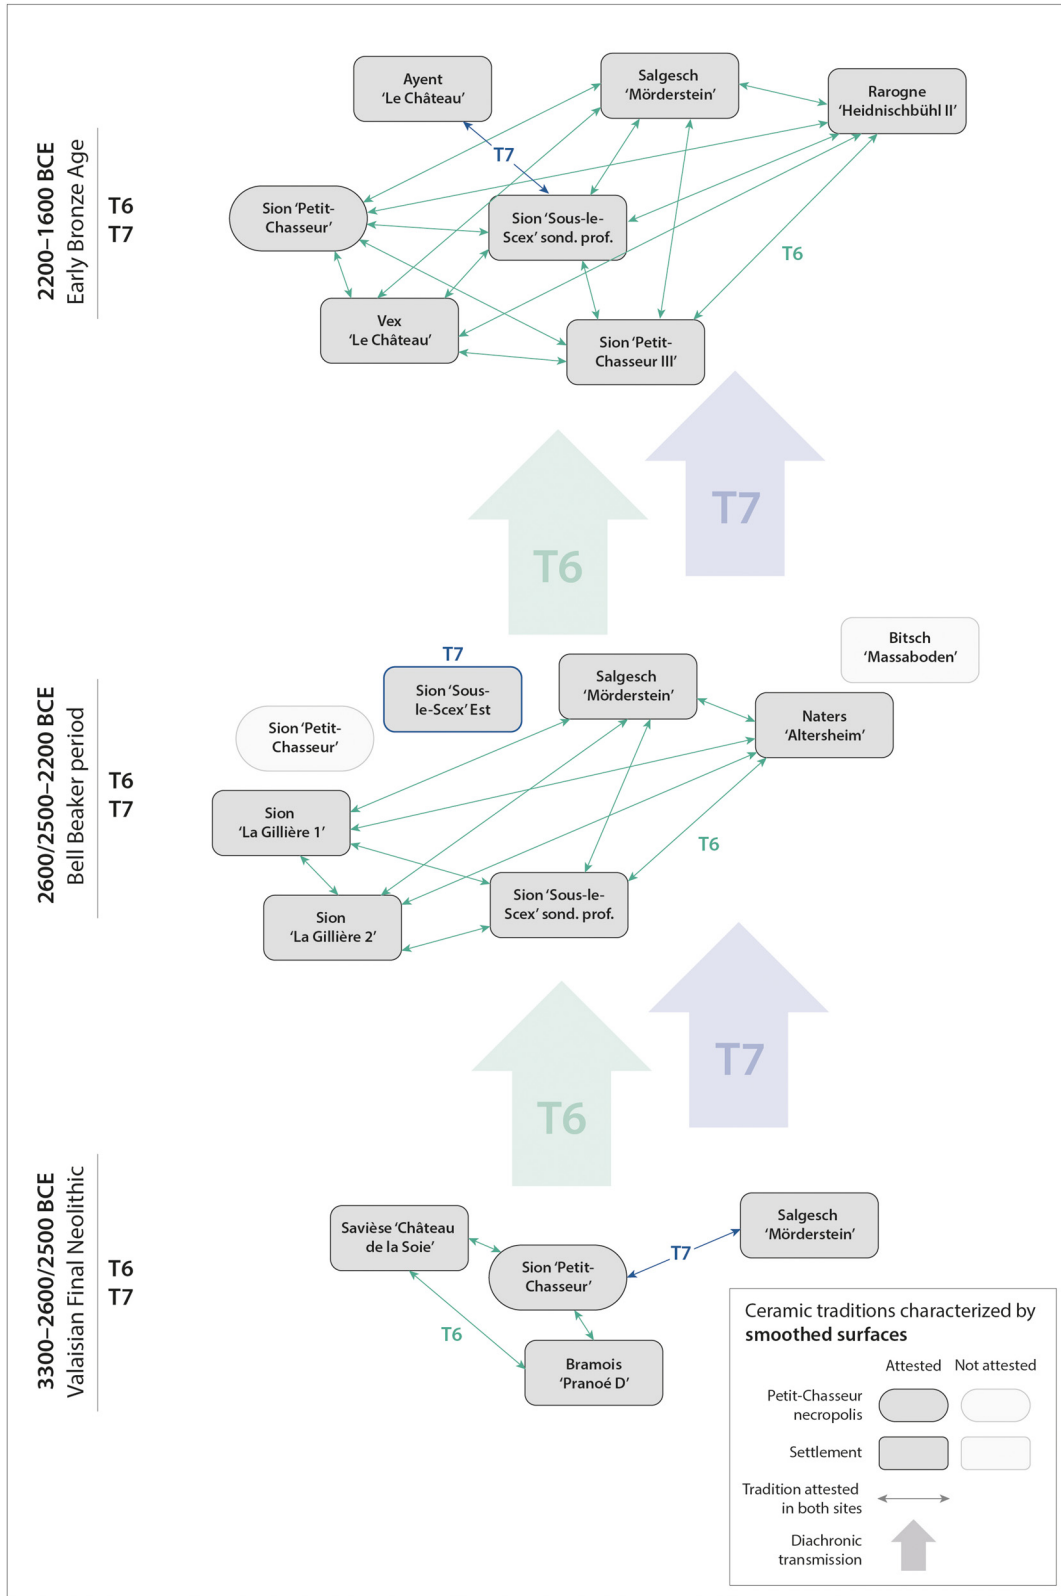 2200–1600 BCE
Early Bronze Age
T6
T7
Ayent
‘Le Château’
Salgesch
‘Mörderstein’
Rarogne
‘Heidnischbühl II’
T7
Sion ‘Petit-
Chasseur’
Sion ‘Sous-le-
Scex’ sond. prof.
T6
Vex
‘Le Château’
Sion ‘Petit-
Chasseur III’
T7
T6
2600/2500–2200 BCE
Bell Beaker period
T6
T7
Bitsch
‘Massaboden’
T7
Sion ‘Sous-
le-Scex’ Est
Salgesch
‘Mörderstein’
Naters
‘Altersheim’
Sion ‘Petit-
Chasseur’
Sion
‘La Gillière 1’
T6
Sion
‘La Gillière 2’
Sion ‘Sous-le-
Scex’ sond. prof.
T7
T6
3300–2600/2500 BCE
Valaisian Final Neolithic
T6
T7
Savièse ‘Château
de la Soie’
Salgesch
‘Mörderstein’
Sion ‘Petit-
Chasseur’
T7
T6
Bramois
‘Pranoé D’
Ceramic traditions characterized by
smoothed surfaces
Attested Not attested
Petit-Chasseur
necropolis
Settlement
Tradition attested
in both sites
Diachronic
transmission